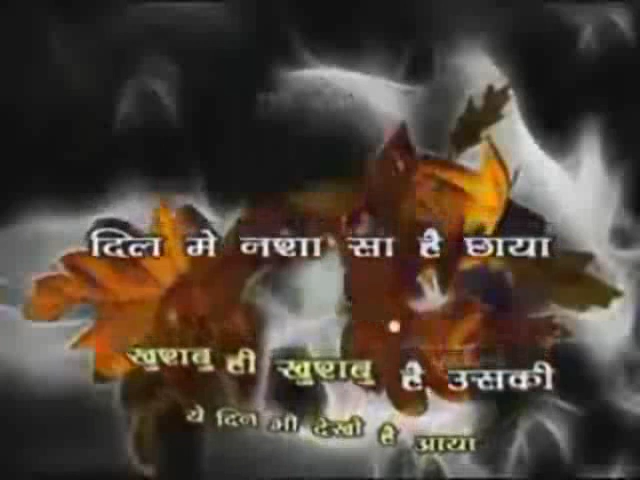 दिल मे नशा सा है छाया
खुशबु ही खुशबु है उसकी
ये दिन भी देखो है आया